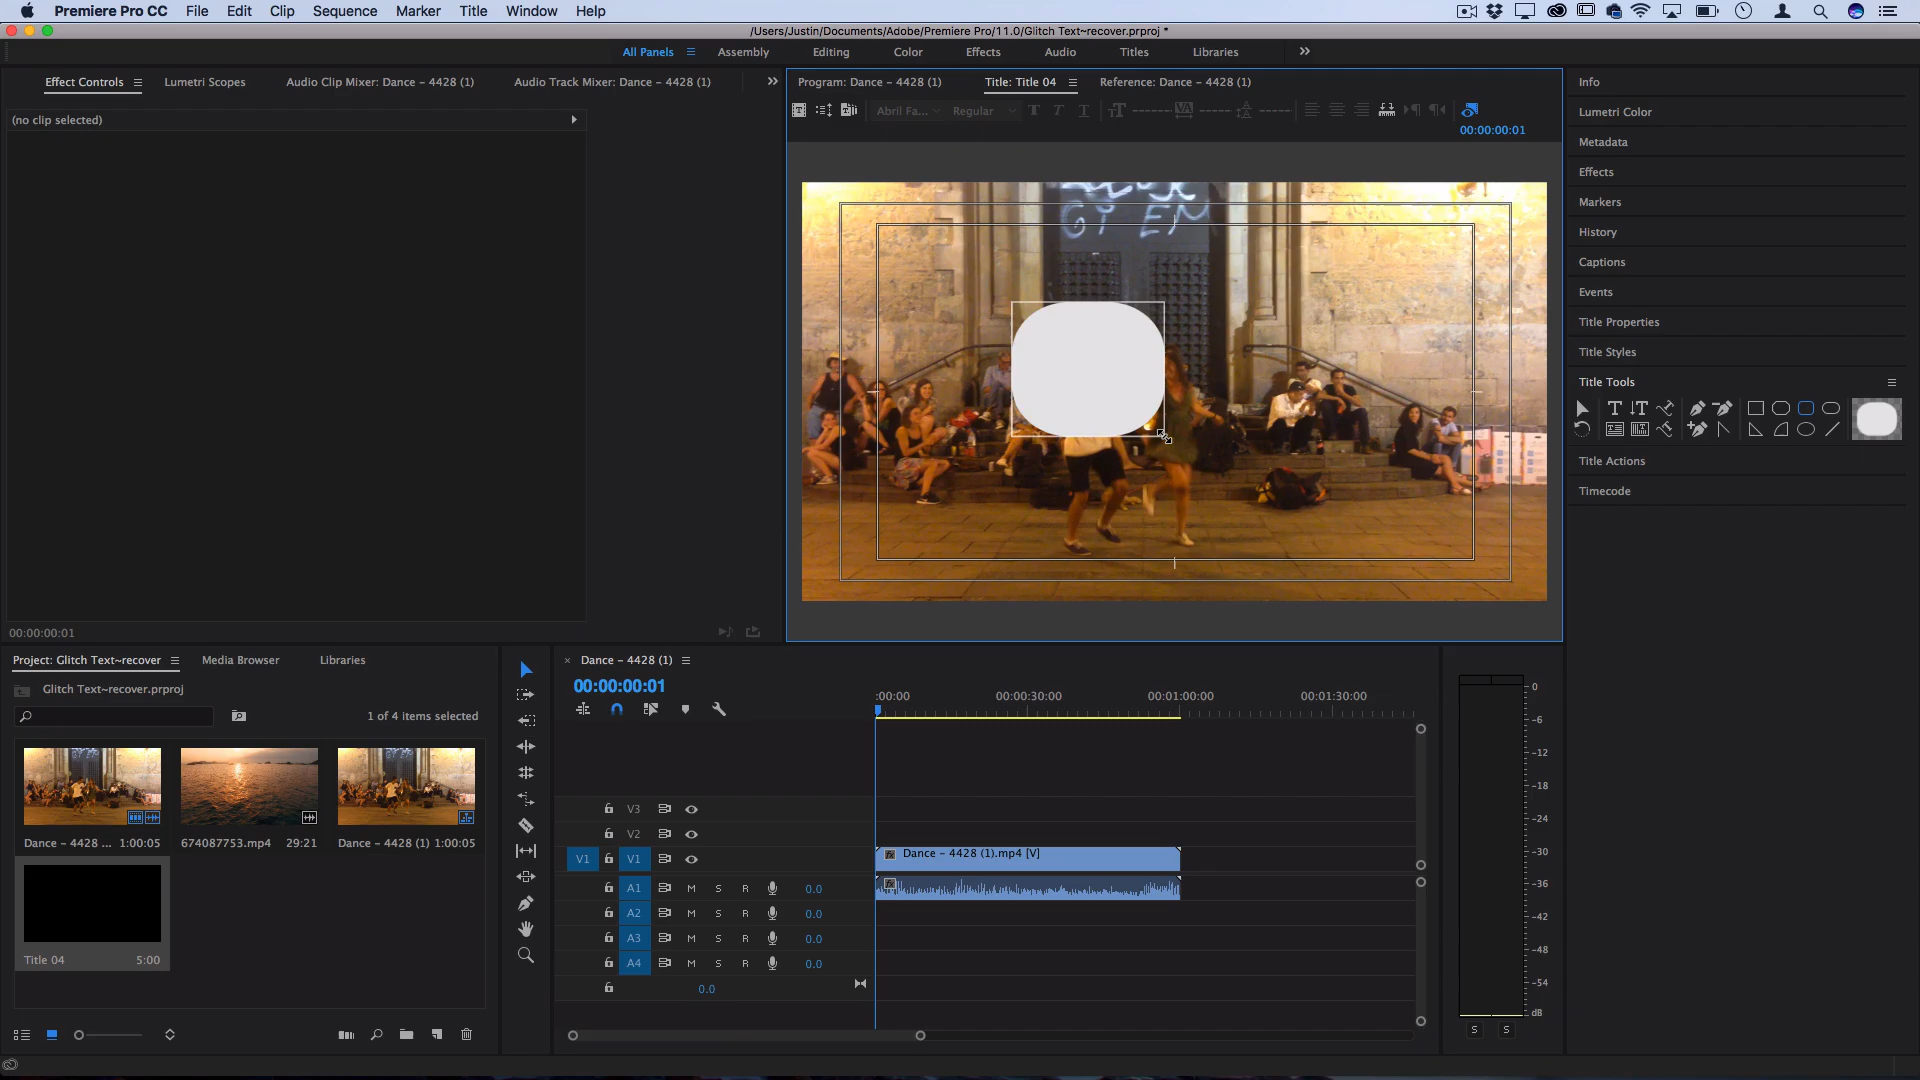 Premiere Pro CC File Edit Clip Sequence Marker Title Window Help
/Users/Justin/Documents/Adobe/Premiere Pro/11.0/Glitch Text~recover.prproj *
All Panels Assembly Editing Color Effects Audio Titles Libraries
Effect Controls Lumetri Scopes Audio Clip Mixer: Dance - 4428 (1) Audio Track Mixer: Dance - 4428 (1)
Program: Dance - 4428 (1) Title: Title 04 Reference: Dance - 4428 (1)
Abril Fa... Regular
00:00:00:01
(no clip selected)
00:00:00:01
Info
Lumetri Color
Metadata
Effects
Markers
History
Captions
Events
Title Properties
Title Styles
Title Tools
Title Actions
Timecode
Project: Glitch Text~recover Media Browser Libraries
Glitch Text~recover.prproj
1 of 4 items selected
Dance - 4428 ... 1:00:05
674087753.mp4 29:21
Dance - 4428 (1) 1:00:05
Title 04 5:00
Dance - 4428 (1)
00:00:00:01
:00:00 00:00:30:00 00:01:00:00 00:01:30:00
V3
V2
V1 V1 Dance - 4428 (1).mp4 [V]
A1 M S R 0.0
A2 M S R 0.0
A3 M S R 0.0
A4 M S R 0.0
0.0
0
-6
-12
-18
-24
-30
-36
-42
-48
-54
dB
S S